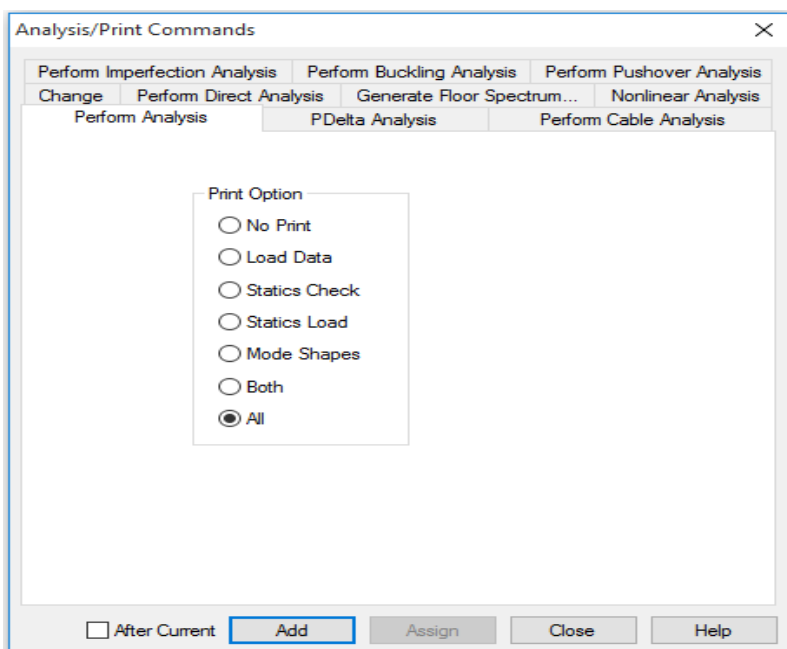 Analysis/Print Commands
Perform Imperfection Analysis Perform Buckling Analysis Perform Pushover Analysis
Change Perform Direct Analysis Generate Floor Spectrum... Nonlinear Analysis
Perform Analysis PDelta Analysis Perform Cable Analysis
Print Option
No Print
Load Data
Statics Check
Statics Load
Mode Shapes
Both
All
After Current Add Assign Close Help